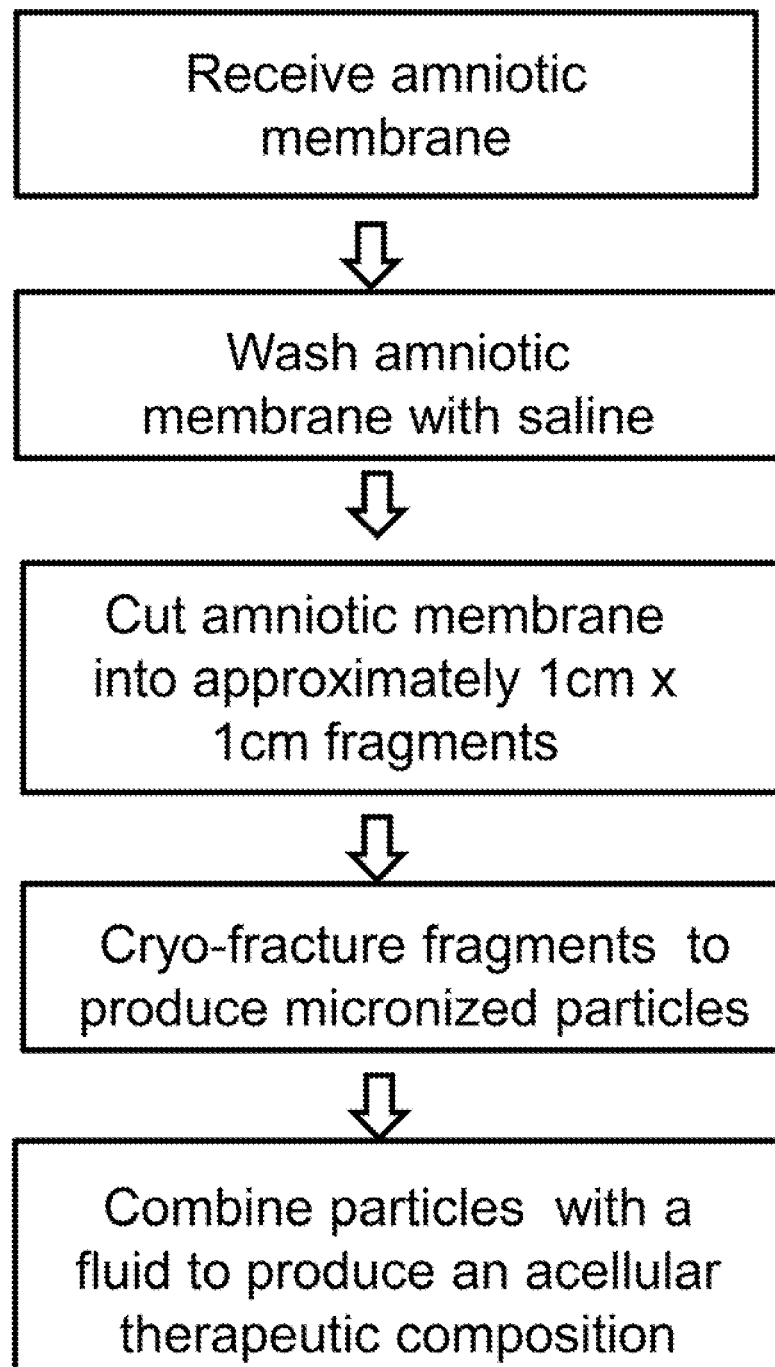 Receive amniotic
membrane
Wash amniotic
membrane with saline
Cut amniotic membrane
into approximately 1cm x
1cm fragments
Cryo-fracture fragments to
produce micronized particles
Combine particles with a
fluid to produce an acellular
therapeutic composition